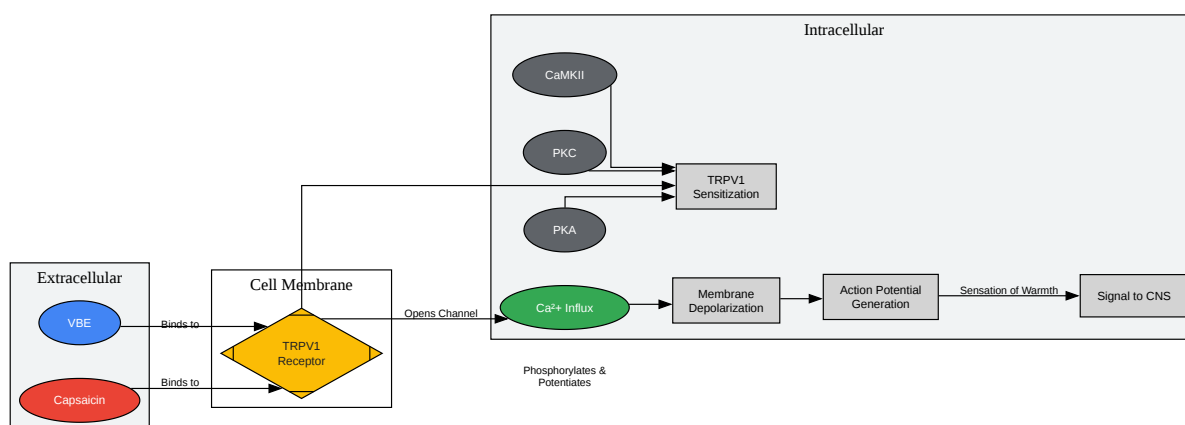 Intracellular
CaMKII
PKC
TRPV1
Sensitization
PKA
Extracellular
Cell Membrane
VBE
Binds to
TRPV1
Receptor
Opens Channel
Ca²+ Influx
Membrane
Depolarization
Action Potential
Generation
Sensation of Warmth
Signal to CNS
Capsaicin
Binds to
Phosphorylates &
Potentiates